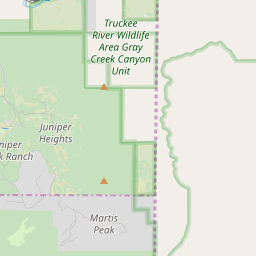 Truckee
River Wildlife
Area Gray
Creek Canyon
Unit
Juniper
Heights
niper
k Ranch
Martis
Peak